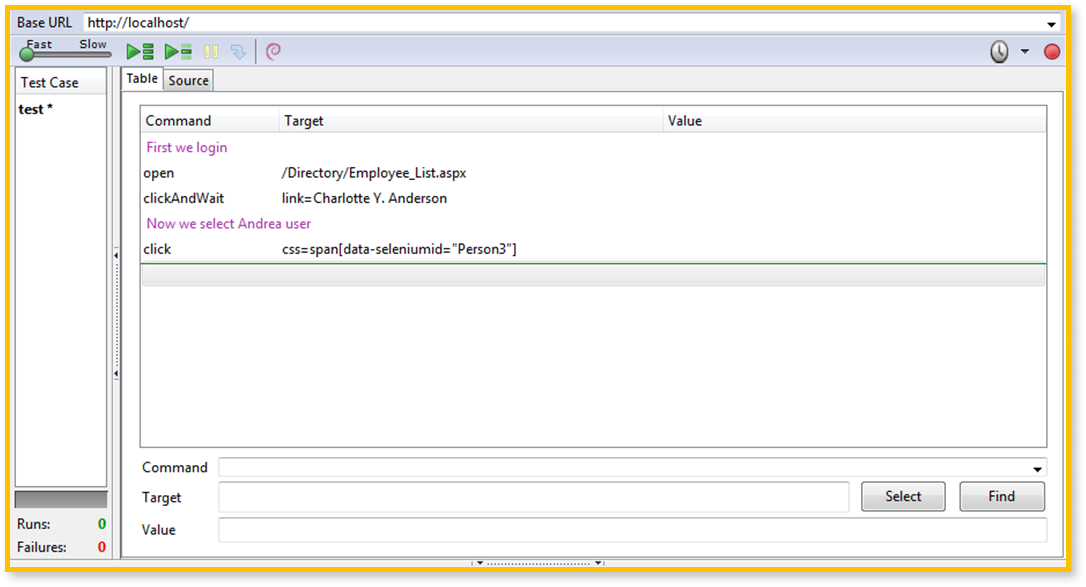 Base URL http://localhost/
Fast Slow
Test Case
Table Source
test *
Command Target Value
First we login
open /Directory/Employee_List.aspx
clickAndWait link=Charlotte Y. Anderson
Now we select Andrea user
click css=span[data-seleniumid="Person3"]
Command
Target Select Find
Value
Runs: 0
Failures: 0